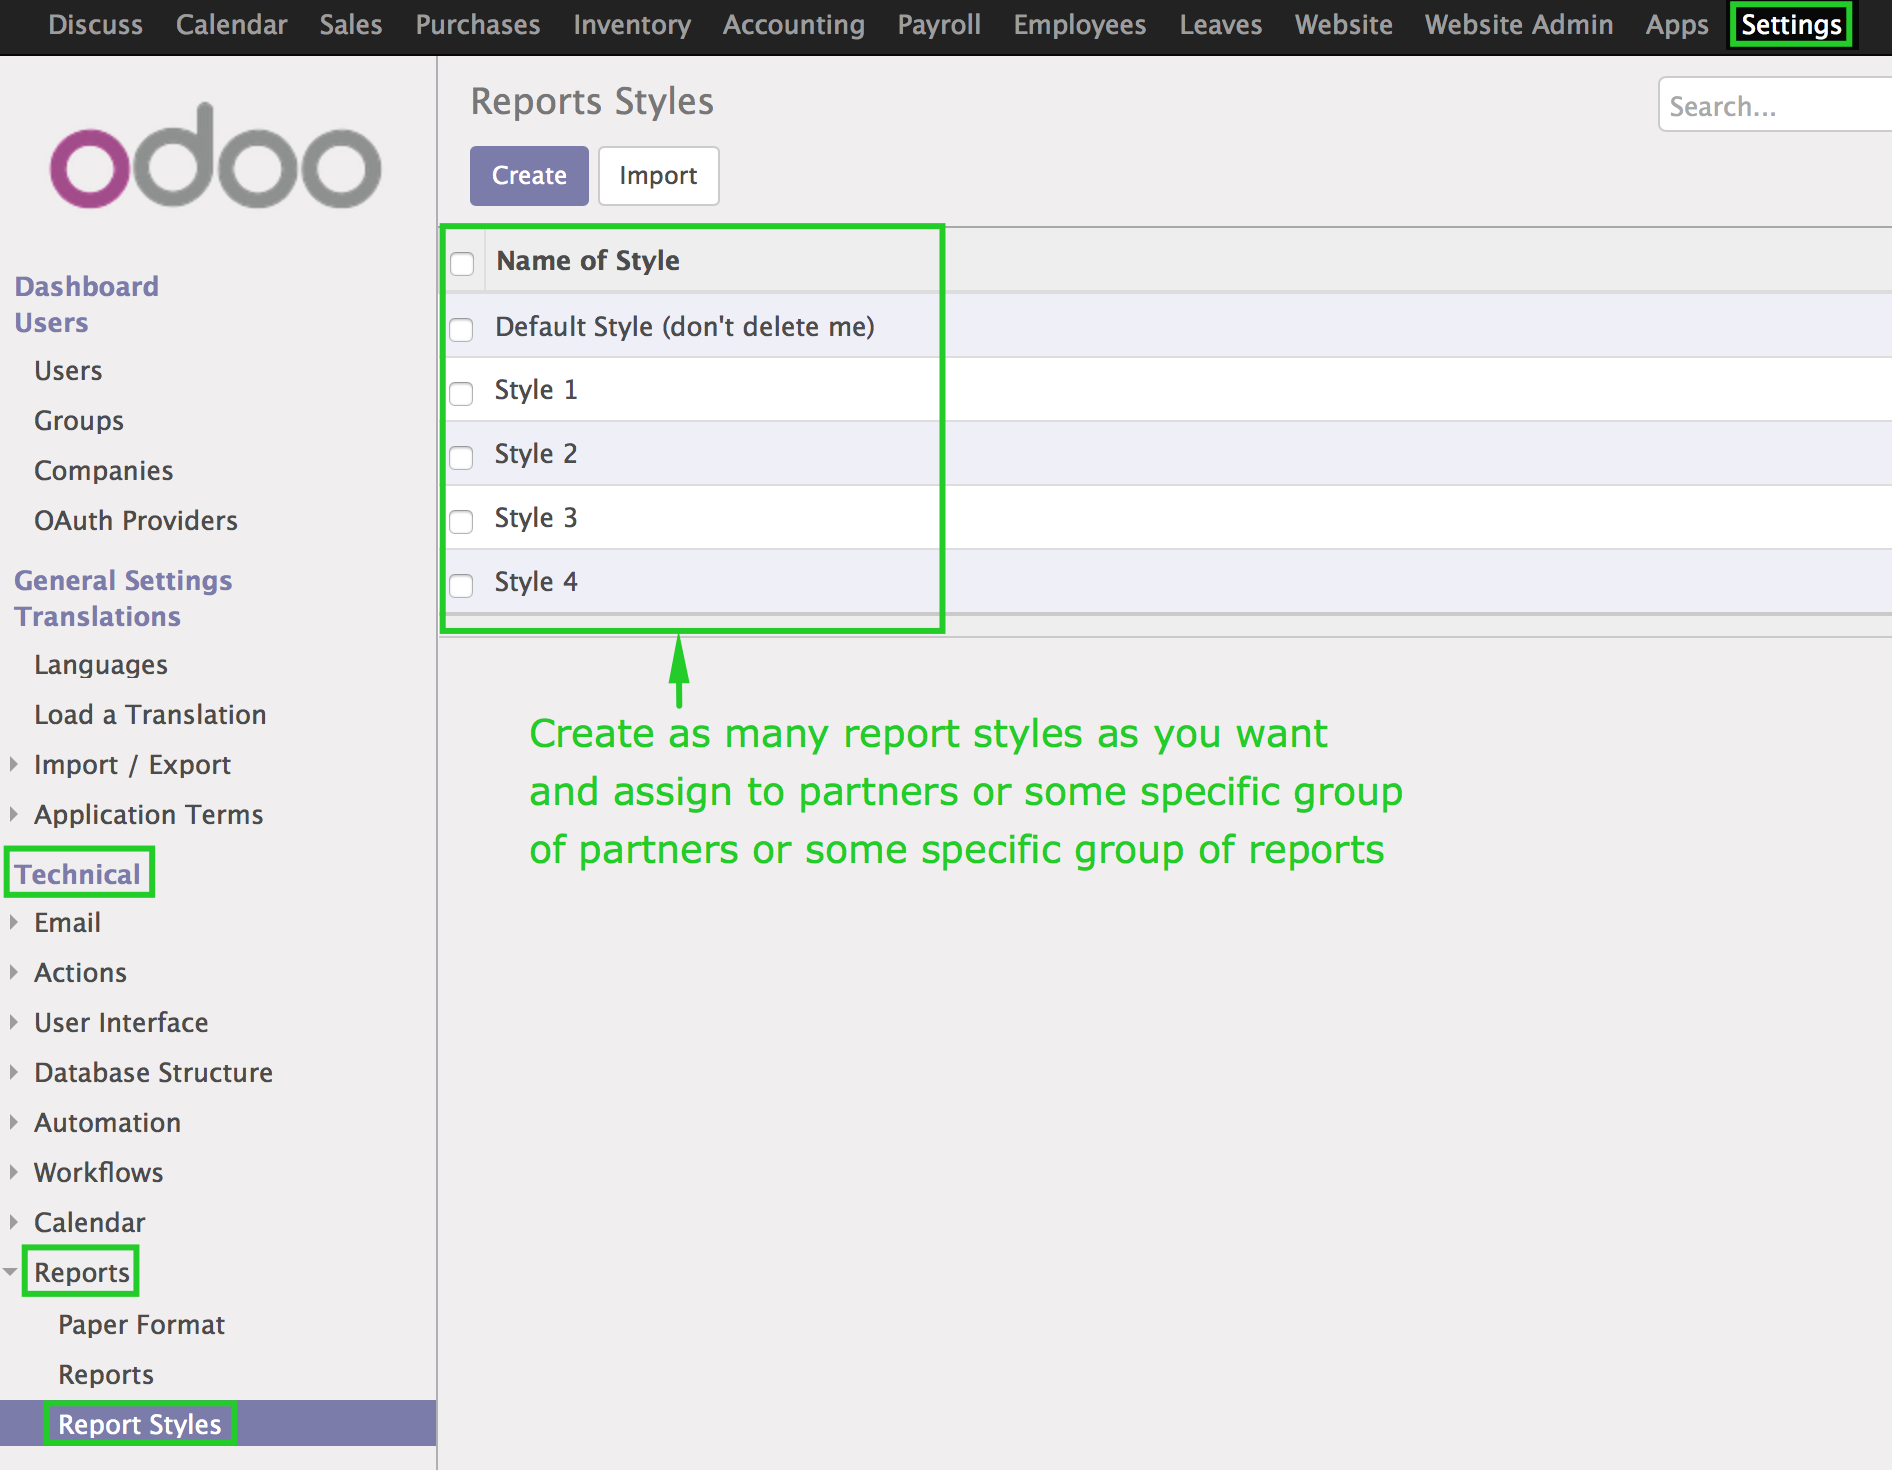 Discuss Calendar Sales Purchases Inventory Accounting Payroll Employees Leaves Website Website Admin Apps Settings
odoo
Dashboard
Users
Users
Groups
Companies
OAuth Providers
General Settings
Translations
Languages
Load a Translation
Import / Export
Application Terms
Technical
Email
Actions
User Interface
Database Structure
Automation
Workflows
Calendar
Reports
Paper Format
Reports
Report Styles
Reports Styles
Search...
Create Import
Name of Style
Default Style (don't delete me)
Style 1
Style 2
Style 3
Style 4
Create as many report styles as you want
and assign to partners or some specific group
of partners or some specific group of reports